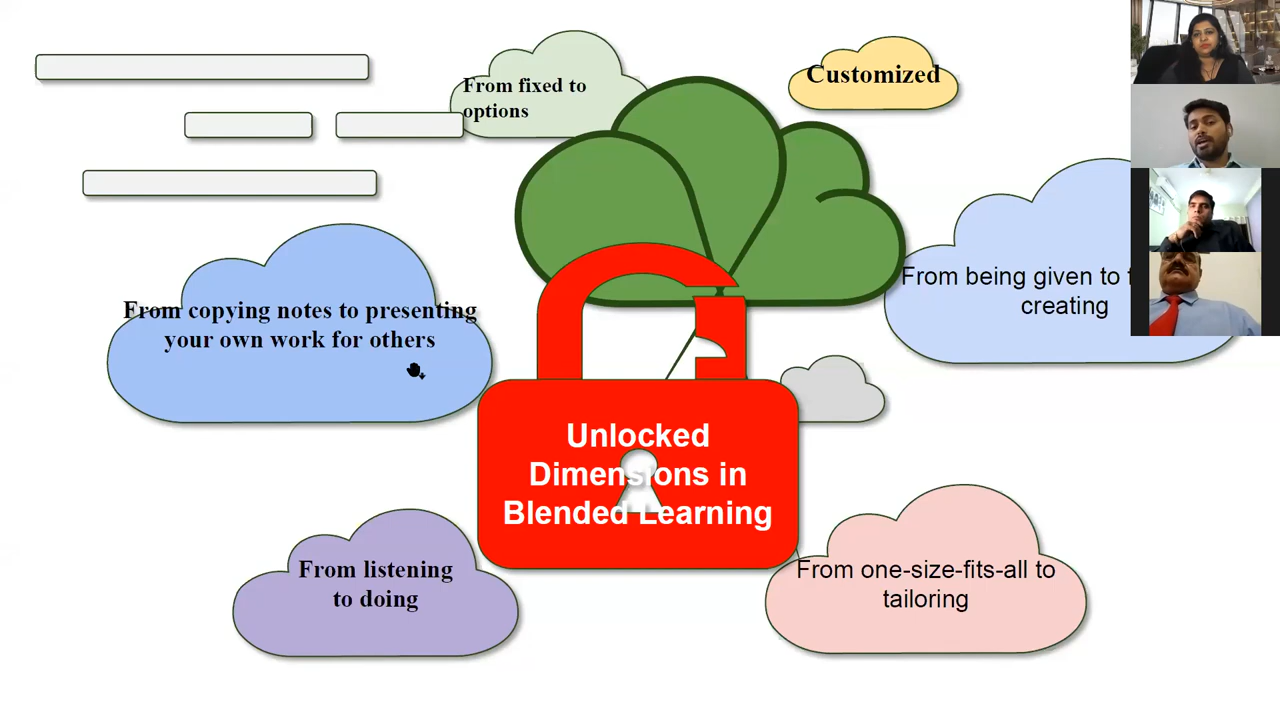 From fixed to
options
Customized
From copying notes to presenting
your own work for others
From being given to
creating
Unlocked
Dimensions in
Blended Learning
From listening
to doing
From one-size-fits-all to
tailoring